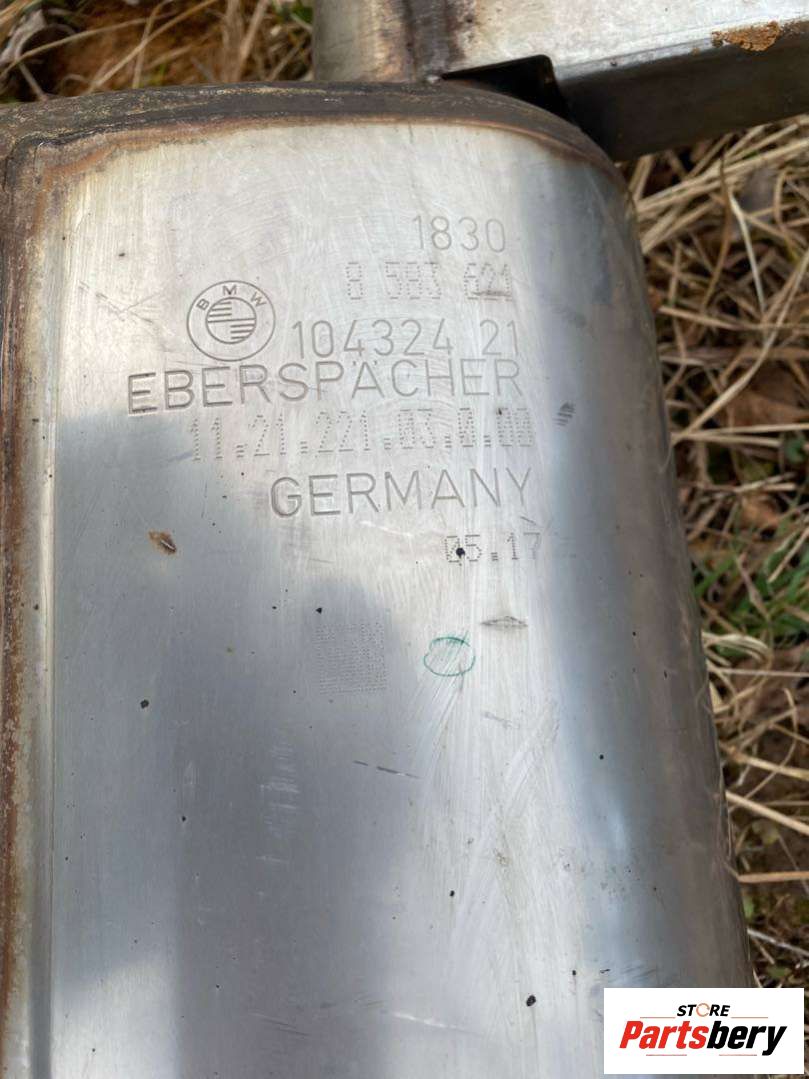 1830
8 583 621
BMW
104324 21
EBERSPÄCHER
11.21.221.03.0.00
GERMANY
05.17
STORE
Partsbery